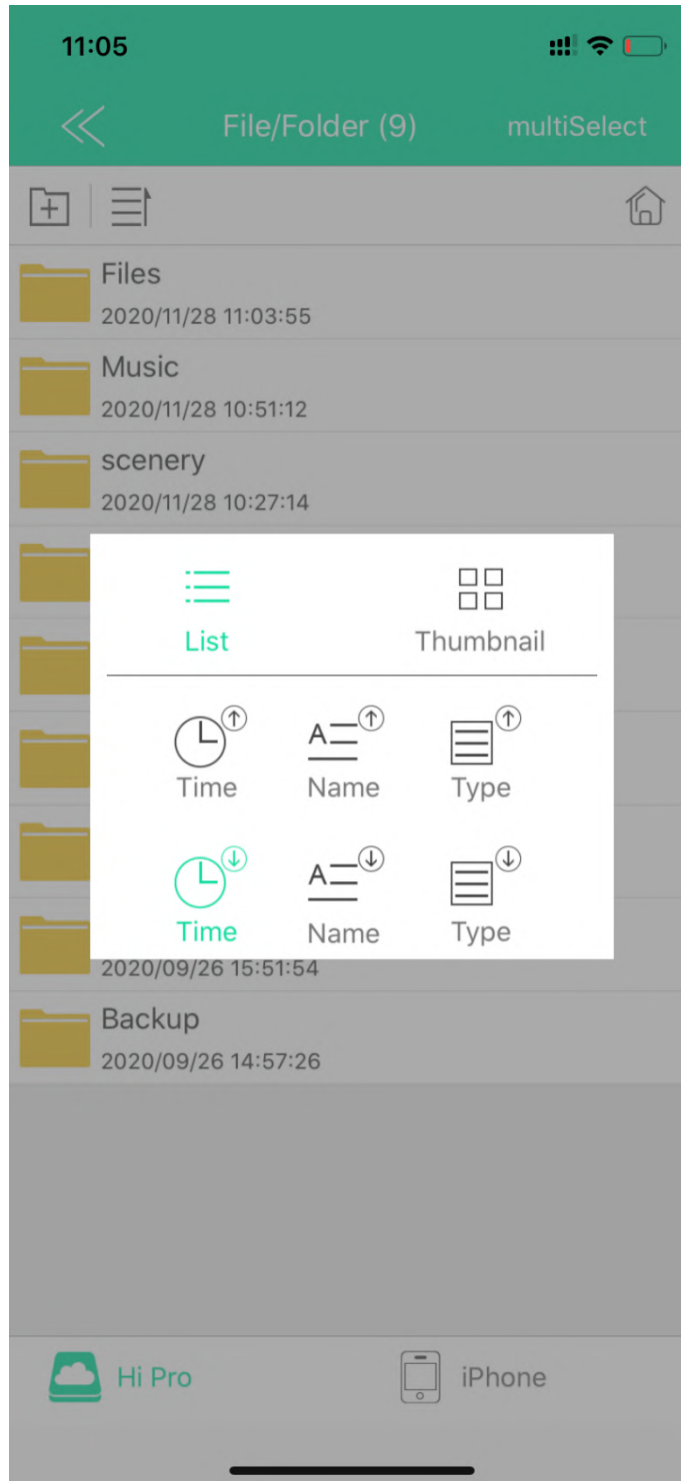 11:05
File/Folder (9) multiSelect
Files
2020/11/28 11:03:55
Music
2020/11/28 10:51:12
scenery
2020/11/28 10:27:14
List Thumbnail
Time Name Type
Time Name Type
2020/09/26 15:51:54
Backup
2020/09/26 14:57:26
Hi Pro iPhone